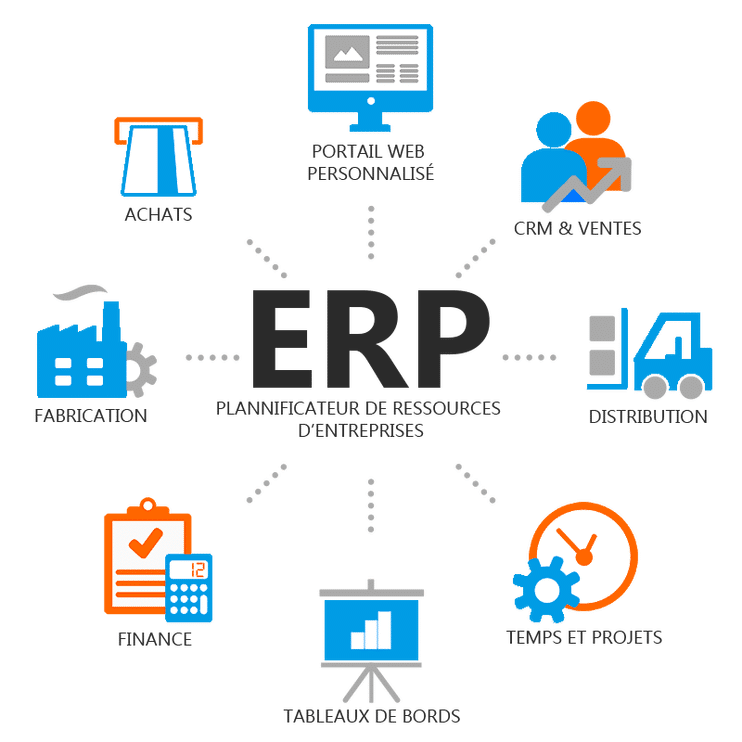 PORTAIL WEB
PERSONNALISÉ
ACHATS
CRM & VENTES
ERP
PLANNIFICATEUR DE RESSOURCES
D'ENTREPRISES
FABRICATION
DISTRIBUTION
12
FINANCE
TEMPS ET PROJETS
TABLEAUX DE BORDS